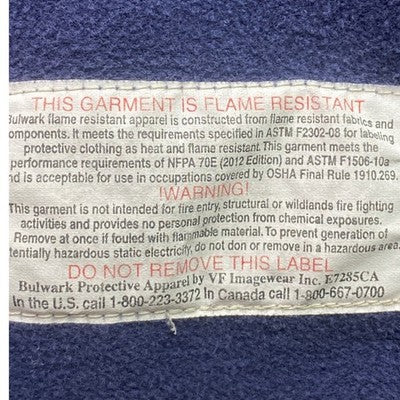 THIS GARMENT IS FLAME RESISTANT
Bulwark flame resistant apparel is constructed from flame resistant fabrics and
omponents. It meets the requirements specified in ASTM F2302-08 for labeling
protective clothing as heat and flame resistant. This garment meets the
performance requirements of NFPA 70E (2012 Edition) and ASTM F1506-10a
nd is acceptable for use in occupations covered by OSHA Final Rule 1910.269.
!WARNING!
This garment is not intended for fire entry, structural or wildlands fire fighting
activities and provides no personal protection from chemical exposures.
Remove at once if fouled with flammable material. To prevent generation of
otentially hazardous static electricity, do not don or remove in a hazardous area.
DO NOT REMOVE THIS LABEL
Bulwark Protective Apparel by VF Imagewear Inc. E7285CA
In the U.S. call 1-800-223-3372 In Canada call 1-800-667-0700